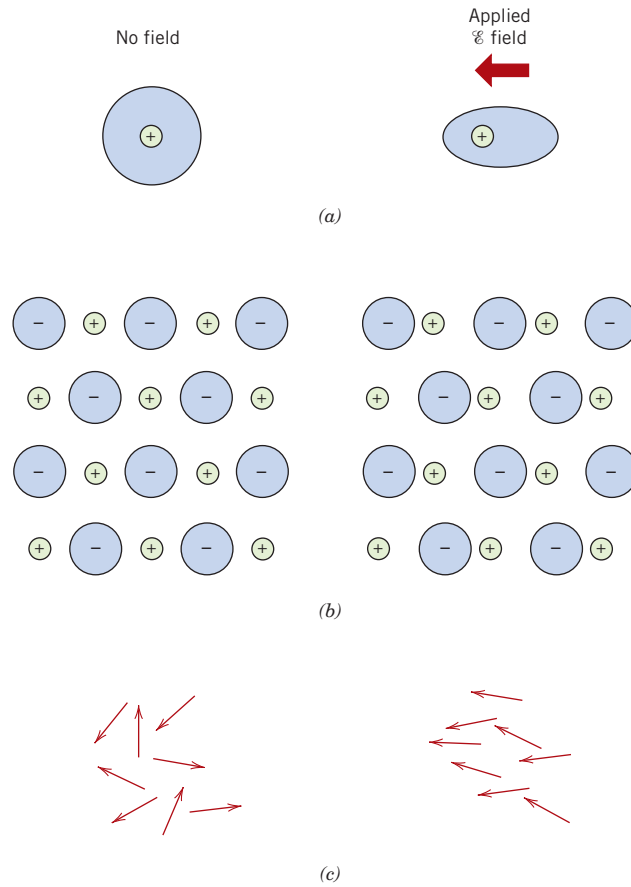 No field
Applied
ℰ field
+
+
(a)
− + − + −
− + − + −
+ − + − +
+ − + − +
− + − + −
− + − + −
+ − + − +
+ − + − +
(b)
(c)